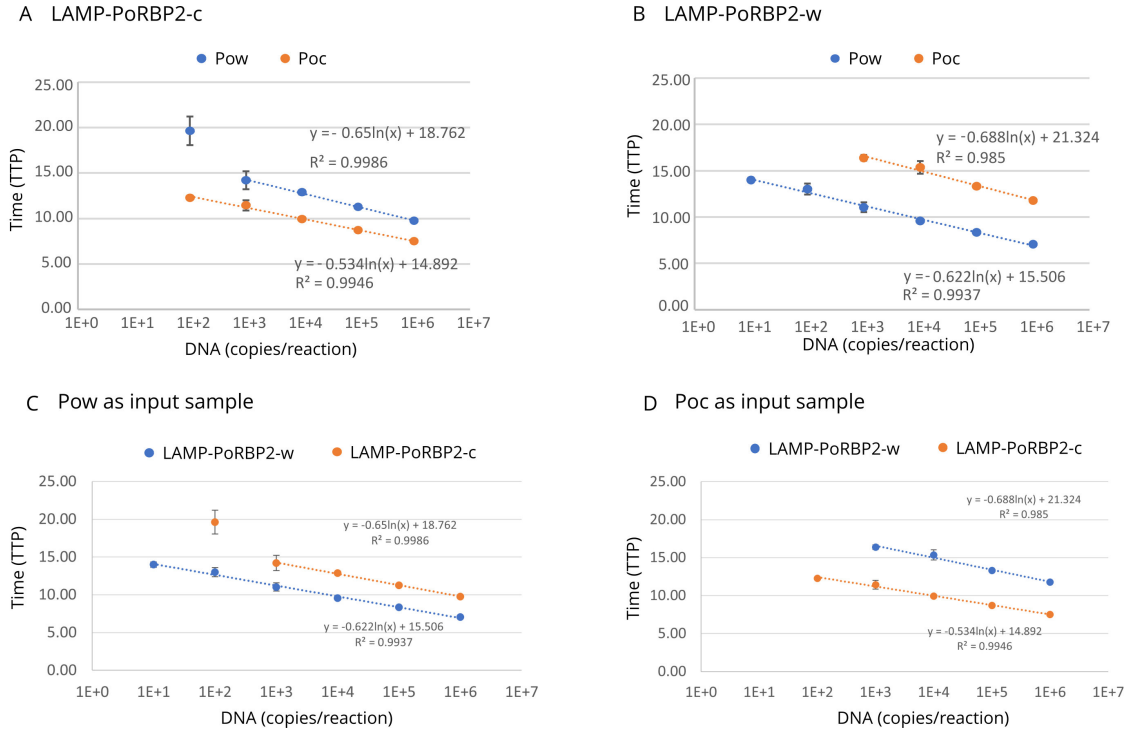 A LAMP-PoRBP2-c
Pow Poc
25.00
20.00
15.00
10.00
5.00
0.00
Time (TTP)
y =- 0.65ln(x) + 18.762
R² = 0.9986
y =- 0.534ln(x) + 14.892
R² = 0.9946
1E+0 1E+1 1E+2 1E+3 1E+4 1E+5 1E+6 1E+7
DNA (copies/reaction)
B LAMP-PoRBP2-w
Pow Poc
25.00
20.00
15.00
10.00
5.00
0.00
Time (TTP)
y = -0.688ln(x) + 21.324
R² = 0.985
y =- 0.622ln(x) + 15.506
R² = 0.9937
1E+0 1E+1 1E+2 1E+3 1E+4 1E+5 1E+6 1E+7
DNA (copies/reaction)
C Pow as input sample
LAMP-PoRBP2-w LAMP-PoRBP2-c
25.00
20.00
15.00
10.00
5.00
0.00
Time (TTP)
y = -0.65ln(x) + 18.762
R² = 0.9986
y = -0.622ln(x) + 15.506
R² = 0.9937
1E+0 1E+1 1E+2 1E+3 1E+4 1E+5 1E+6 1E+7
DNA (copies/reaction)
D Poc as input sample
LAMP-PoRBP2-w LAMP-PoRBP2-c
25.00
20.00
15.00
10.00
5.00
0.00
Time (TTP)
y = -0.688ln(x) + 21.324
R² = 0.985
y = -0.534ln(x) + 14.892
R² = 0.9946
1E+0 1E+1 1E+2 1E+3 1E+4 1E+5 1E+6 1E+7
DNA (copies/reaction)